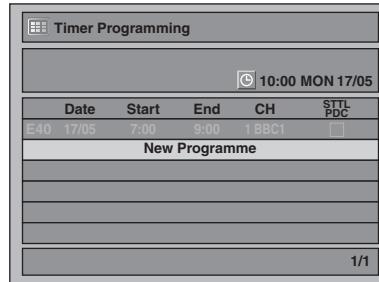 Timer Programming
10:00 MON 17/05
Date Start End CH STTL PDC
E40 17/05 7:00 9:00 1 BBC1
New Programme
1/1